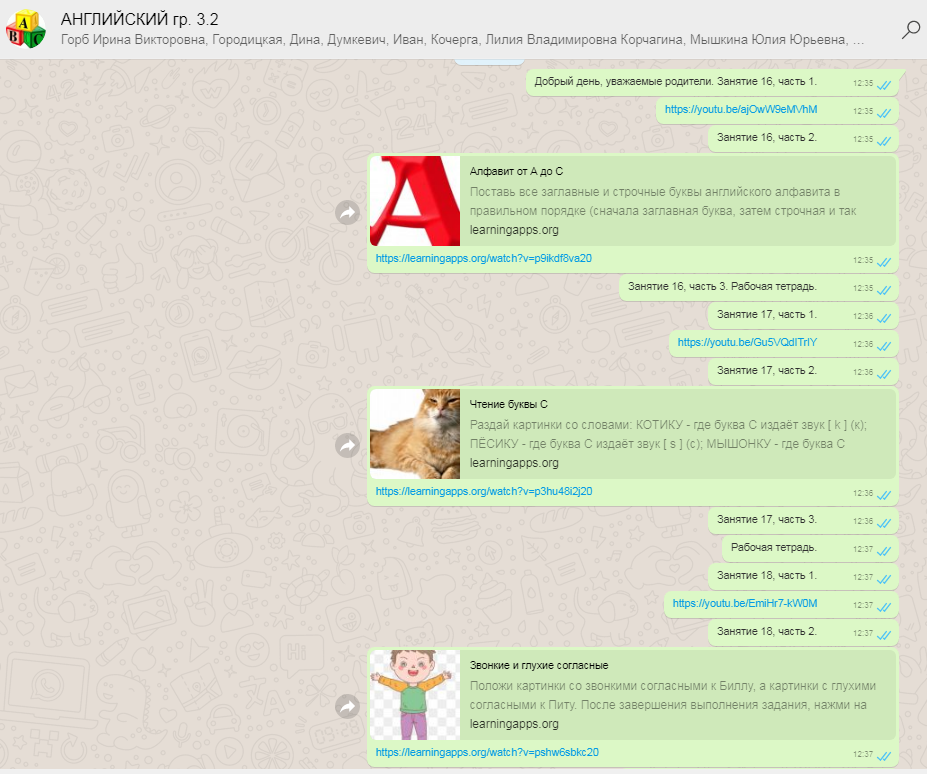 АНГЛИЙСКИЙ гр. 3.2
Горб Ирина Викторовна, Городицкая, Дина, Думкевич, Иван, Кочерга, Лилия Владимировна Корчагина, Мышкина Юлия Юрьевна, ...
Добрый день, уважаемые родители. Занятие 16, часть 1.
12:35
https://youtu.be/ajOwW9eMVhM
12:35
Занятие 16, часть 2.
12:35
Алфавит от A до C
Поставь все заглавные и строчные буквы английского алфавита в
правильном порядке (сначала заглавная буква, затем строчная и так
learningapps.org
https://learningapps.org/watch?v=p9ikdf8va20
12:35
Занятие 16, часть 3. Рабочая тетрадь.
12:35
Занятие 17, часть 1.
12:36
https://youtu.be/Gu5VQdITrIY
12:36
Занятие 17, часть 2.
12:36
Чтение буквы C
Раздай картинки со словами: КОТИКУ - где буква C издаёт звук [ k ] (к);
ПЁСИКУ - где буква C издаёт звук [ s ] (с); МЫШОНКУ - где буква C
learningapps.org
https://learningapps.org/watch?v=p3hu48i2j20
12:36
Занятие 17, часть 3.
12:36
Рабочая тетрадь.
12:37
Занятие 18, часть 1.
12:37
https://youtu.be/EmiHr7-kW0M
12:37
Занятие 18, часть 2.
12:37
Звонкие и глухие согласные
Положи картинки со звонкими согласными к Биллу, а картинки с глухими
согласными к Питу. После завершения выполнения задания, нажми на
learningapps.org
https://learningapps.org/watch?v=pshw6sbkc20
12:37